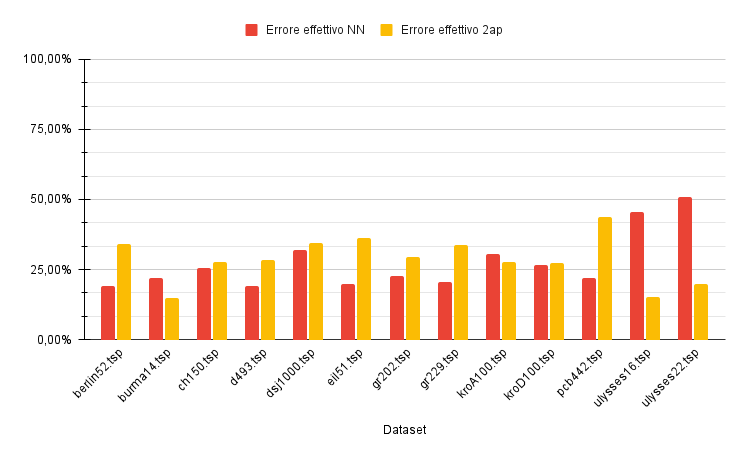 Errore effettivo NN Errore effettivo 2ap
100,00%
75,00%
50,00%
25,00%
0,00%
berlin52.tsp burma14.tsp ch150.tsp d493.tsp dsj1000.tsp eil51.tsp gr202.tsp gr229.tsp kroA100.tsp kroD100.tsp pcb442.tsp ulysses16.tsp ulysses22.tsp
Dataset